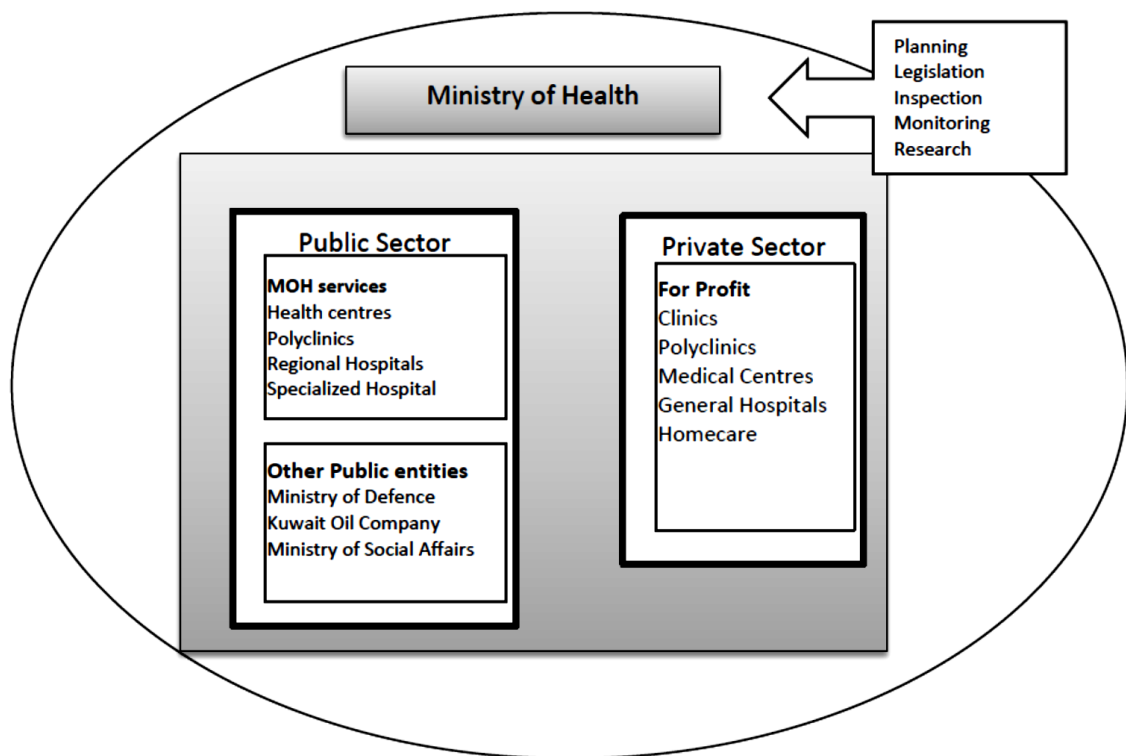 Ministry of Health
Planning
Legislation
Inspection
Monitoring
Research
Public Sector
MOH services
Health centres
Polyclinics
Regional Hospitals
Specialized Hospital
Other Public entities
Ministry of Defence
Kuwait Oil Company
Ministry of Social Affairs
Private Sector
For Profit
Clinics
Polyclinics
Medical Centres
General Hospitals
Homecare